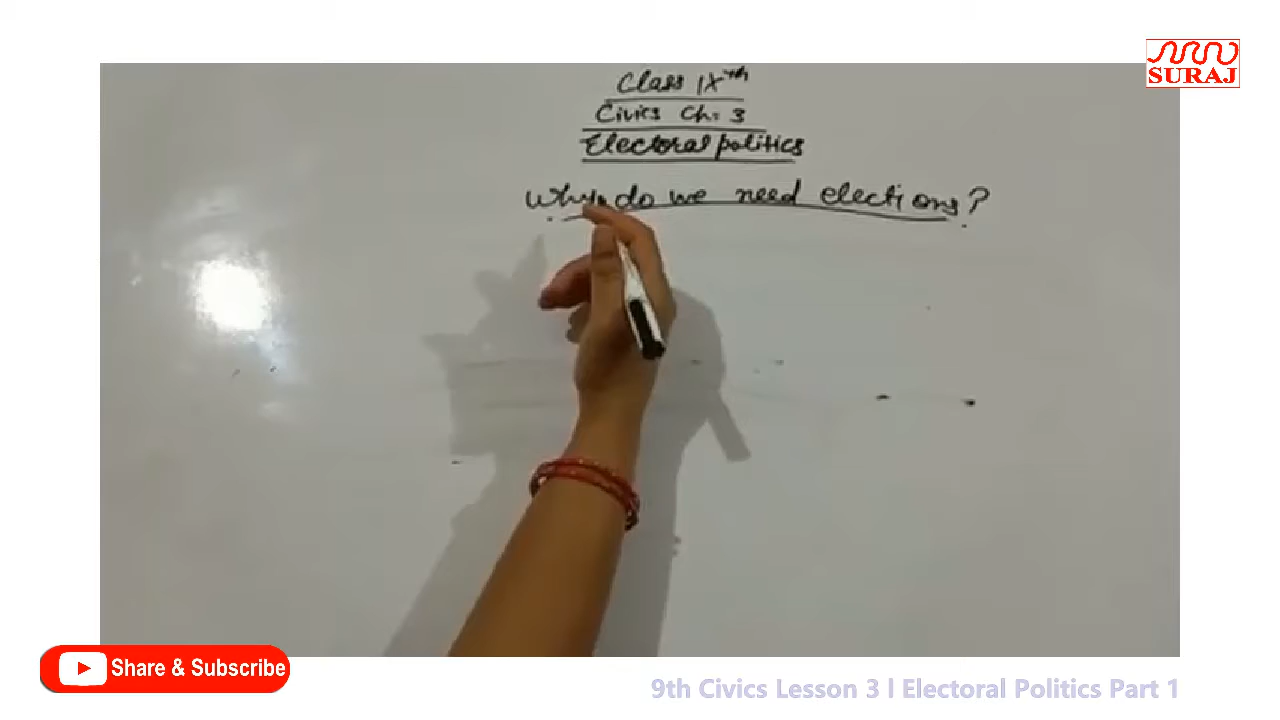 SURAJ
Class IXth
Civics Ch. 3
Electoral politics
Why do we need elections?
Share & Subscribe
9th Civics Lesson 3 l Electoral Politics Part 1